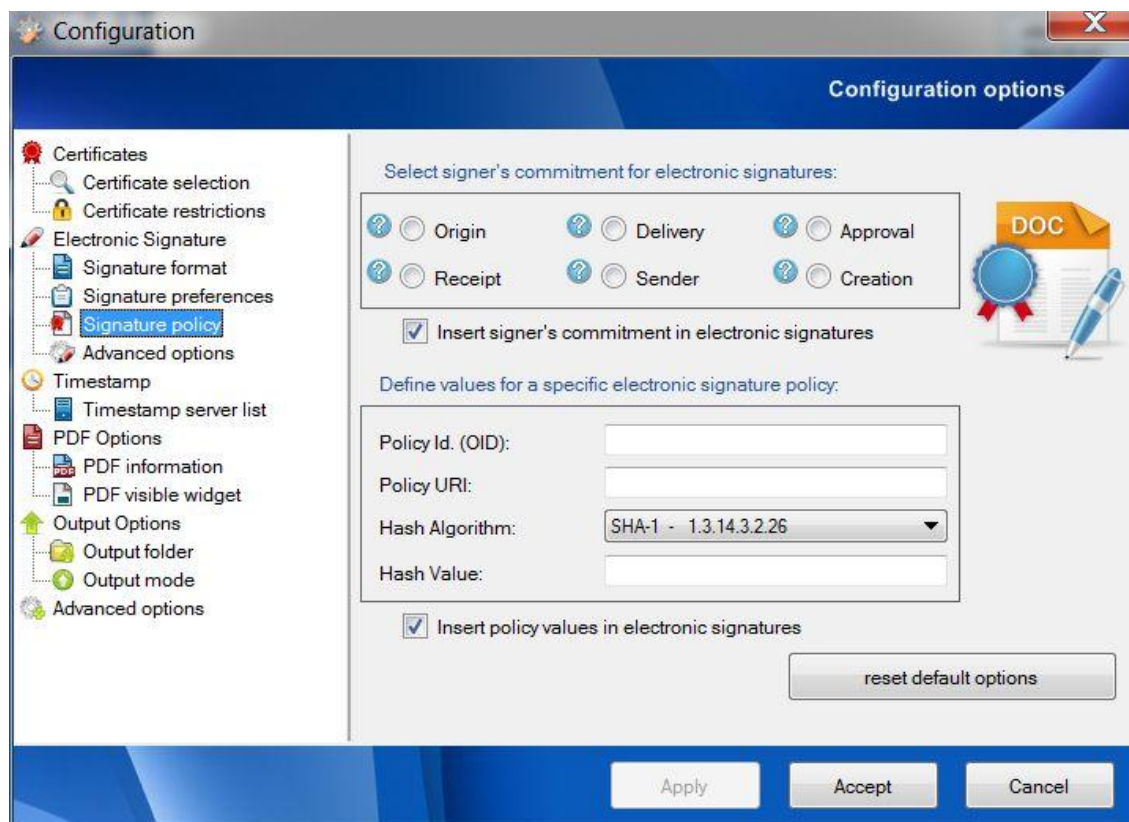 Configuration
X
Configuration options
Certificates
Certificate selection
Certificate restrictions
Electronic Signature
Signature format
Signature preferences
Signature policy
Advanced options
Timestamp
Timestamp server list
PDF Options
PDF information
PDF visible widget
Output Options
Output folder
Output mode
Advanced options
Select signer's commitment for electronic signatures:
? Origin ? Delivery ? Approval
? Receipt ? Sender ? Creation
DOC
Insert signer's commitment in electronic signatures
Define values for a specific electronic signature policy:
Policy Id. (OID):
Policy URI:
Hash Algorithm: SHA-1 - 1.3.14.3.2.26
Hash Value:
Insert policy values in electronic signatures
reset default options
Apply Accept Cancel